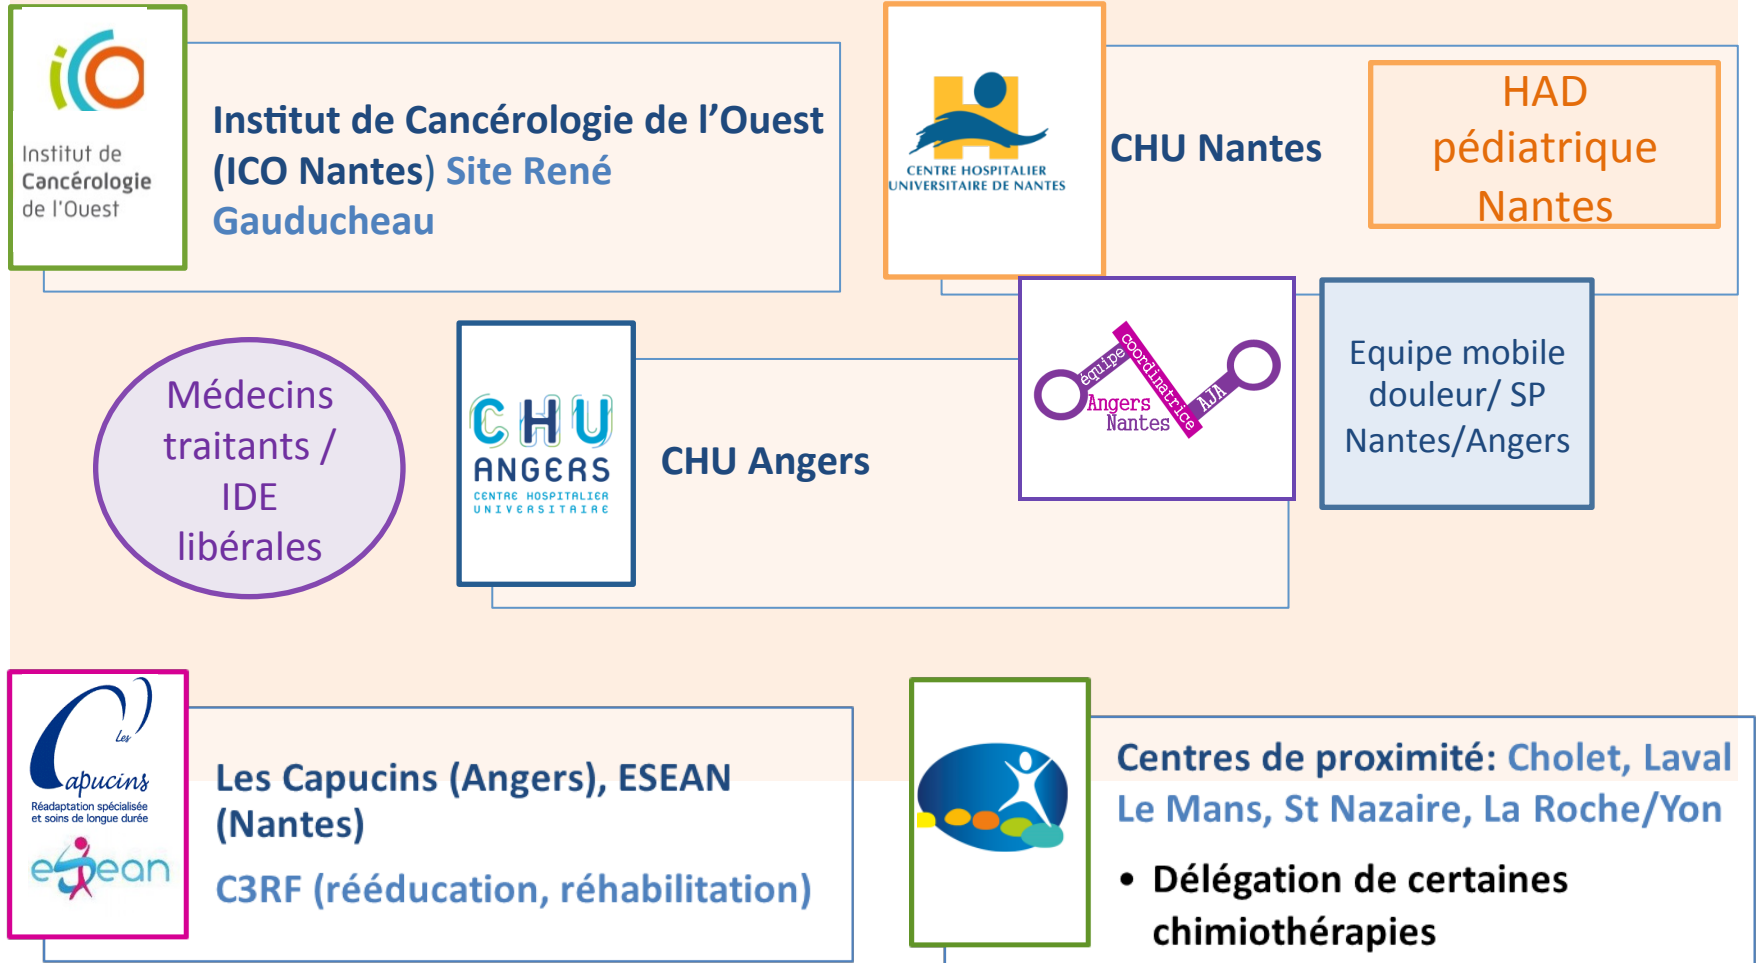 ico
Institut de
Cancérologie
de l'Ouest
Institut de Cancérologie de l’Ouest
(ICO Nantes) Site René
Gauducheau
H
CENTRE HOSPITALIER
UNIVERSITAIRE DE NANTES
CHU Nantes
HAD
pédiatrique
Nantes
Médecins
traitants /
IDE
libérales
CHU
ANGERS
CENTRE HOSPITALIER
UNIVERSITAIRE
CHU Angers
équipe
coordinatrice
AJA
Angers
Nantes
Equipe mobile
douleur/ SP
Nantes/Angers
Les
Capucins
Réadaptation spécialisée
et soins de longue durée
esean
Les Capucins (Angers), ESEAN
(Nantes)
C3RF (rééducation, réhabilitation)
Centres de proximité: Cholet, Laval
Le Mans, St Nazaire, La Roche/Yon
• Délégation de certaines
chimiothérapies